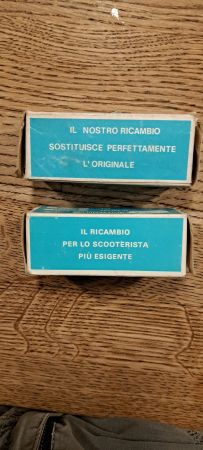 IL NOSTRO RICAMBIO
SOSTITUISCE PERFETTAMENTE
L'ORIGINALE
IL RICAMBIO
PER LO SCOOTERISTA
PIÙ ESIGENTE